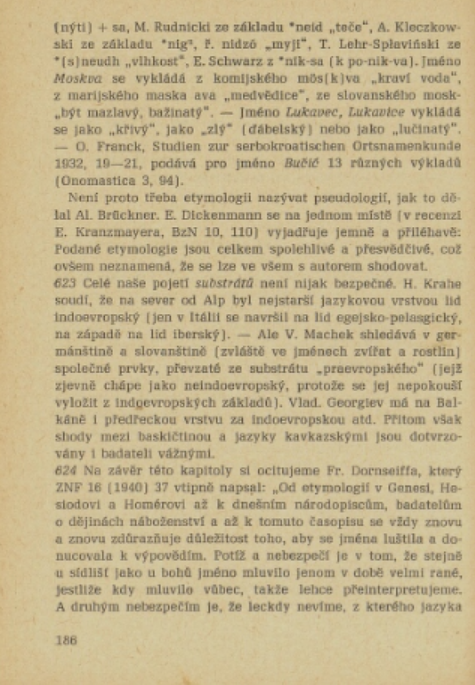 (nýti) + sa, M. Rudnicki ze základu *neid „teče“, A. Kleczkow-
ski ze základu *nigʷ, ř. nidzō „myji“, T. Lehr-Spławiński ze
*(s)neudh „vlhkost“, E. Schwarz z *nik-sa (k po-nik-va). Jméno
Moskva se vykládá z komijského mös(k)va „kraví voda“,
z marijského maska ava „medvědice“, ze slovanského mosk-
„být mazlavý, bažinatý“. — Jméno Lukavec, Lukavice vykládá
se jako „křivý“, jako „zlý“ (ďábelský) nebo jako „lučinatý“.
— O. Franck, Studien zur serbokroatischen Ortsnamenkunde
1932, 19—21, podává pro jméno Bučić 13 různých výkladů
(Onomastica 3, 94).
Není proto třeba etymologii nazývat pseudologií, jak to dě-
lal Al. Brückner. E. Dickenmann se na jednom místě (v recenzi
E. Kranzmayera, BzN 10, 110) vyjadřuje jemně a přiléhavě:
Podané etymologie jsou celkem spolehlivé a přesvědčivé, což
ovšem neznamená, že se lze ve všem s autorem shodovat.
623 Celé naše pojetí substrátů není nijak bezpečné. H. Krahe
soudí, že na sever od Alp byl nejstarší jazykovou vrstvou lid
indoevropský (jen v Itálii se navršil na lid egejsko-pelasgický,
na západě na lid iberský). — Ale V. Machek shledává v ger-
mánštině a slovanštině (zvláště ve jménech zvířat a rostlin)
společné prvky, převzaté ze substrátu „praevropského“ (jejž
zjevně chápe jako neindoevropský, protože se jej nepokouší
vyložit z indoevropských základů). Vlad. Georgiev má na Bal-
káně i předřeckou vrstvu za indoevropskou atd. Přitom však
shody mezi baskičtinou a jazyky kavkazskými jsou dotvrzo-
vány i badateli vážnými.
624 Na závěr této kapitoly si ocitujeme Fr. Dornseiffa, který
ZNF 16 (1940) 37 vtipně napsal: „Od etymologií v Genesi, He-
siodovi a Homérovi až k dnešním národopiscům, badatelům
o dějinách náboženství a až k tomuto časopisu se vždy znovu
a znovu zdůrazňuje důležitost toho, aby se jména luštila a do-
nucovala k výpovědím. Potíž a nebezpečí je v tom, že stejně
u sídlišť jako u bohů jméno mluvilo jenom v době velmi rané,
jestliže kdy mluvilo vůbec, takže lehce přeinterpretujeme.
A druhým nebezpečím je, že leckdy nevíme, z kterého jazyka
186